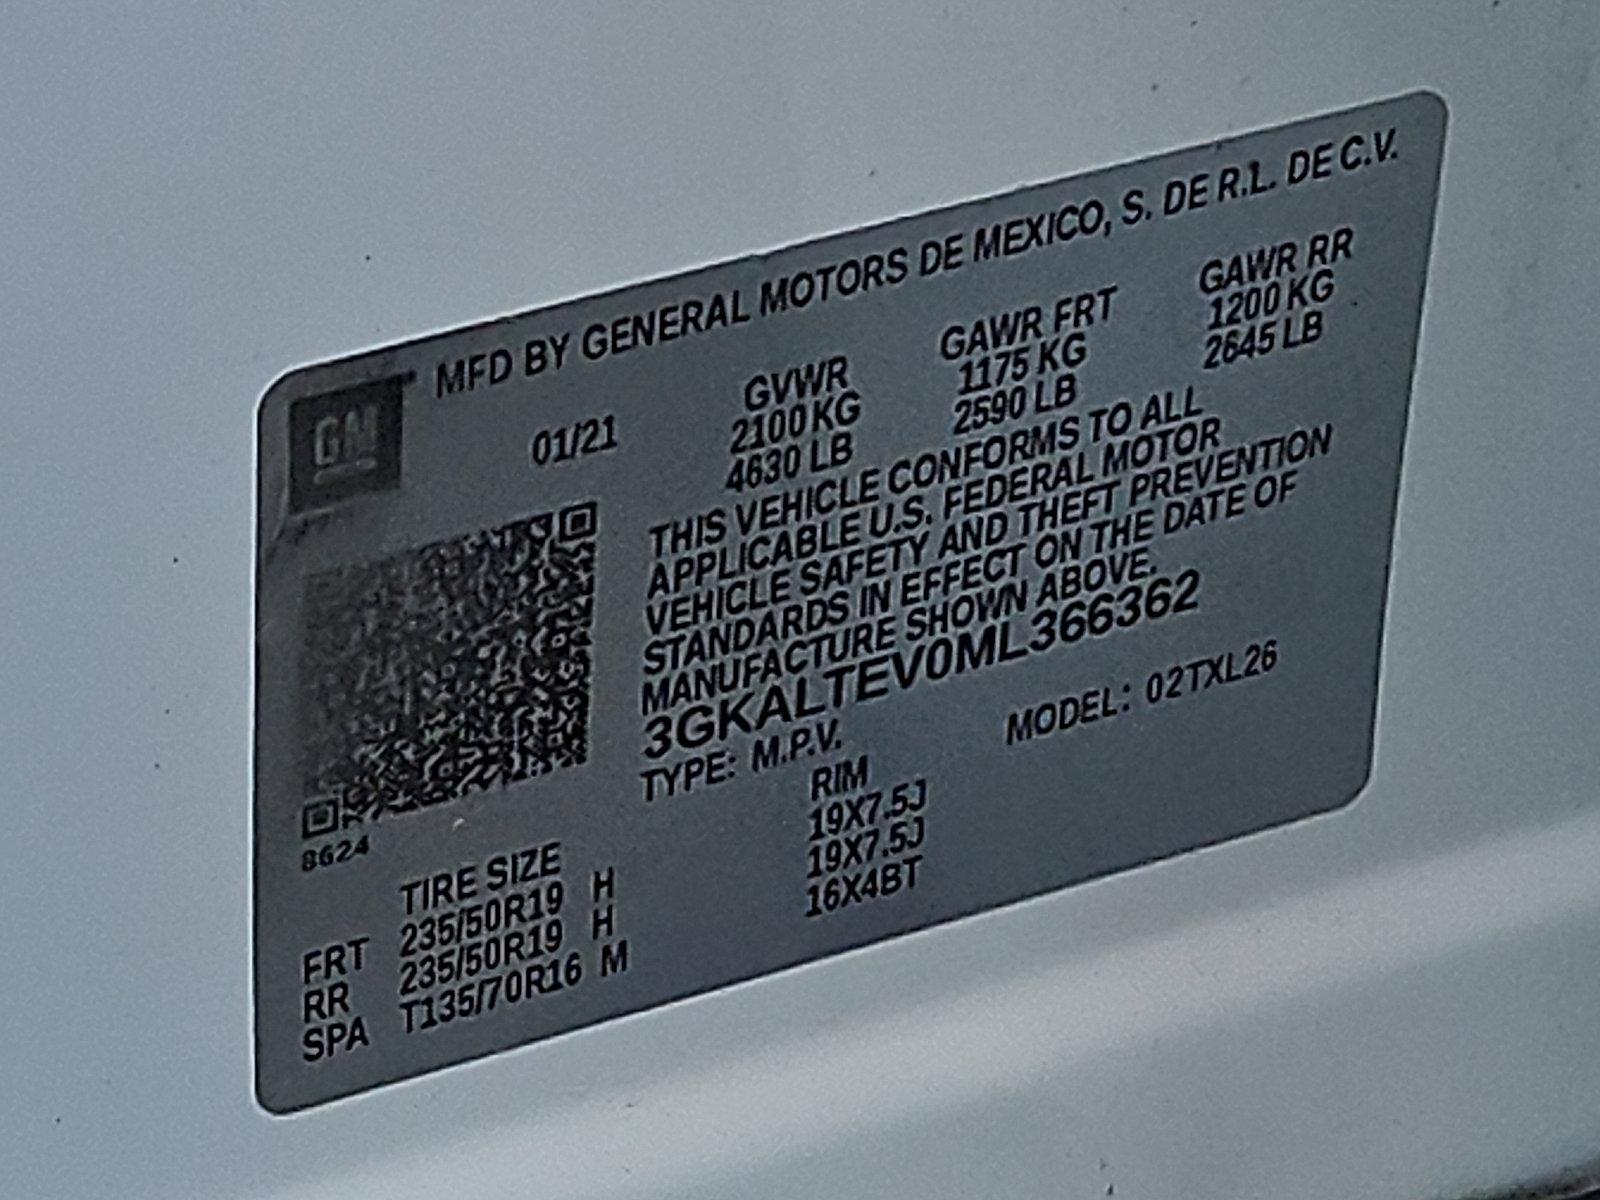 MFD BY GENERAL MOTORS DE MEXICO, S. DE R.L. DE C.V.
GM
01/21
GVWR GAWR FRT GAWR RR
2100 KG 1175 KG 1200 KG
4630 LB 2590 LB 2645 LB
THIS VEHICLE CONFORMS TO ALL
APPLICABLE U.S. FEDERAL MOTOR
VEHICLE SAFETY AND THEFT PREVENTION
STANDARDS IN EFFECT ON THE DATE OF
MANUFACTURE SHOWN ABOVE.
3GKALTEV0ML366362
TYPE: M.P.V. MODEL: 02TXL26
8624
TIRE SIZE RIM
FRT 235/50R19 H 19X7.5J
RR 235/50R19 H 19X7.5J
SPA T135/70R16 M 16X4BT